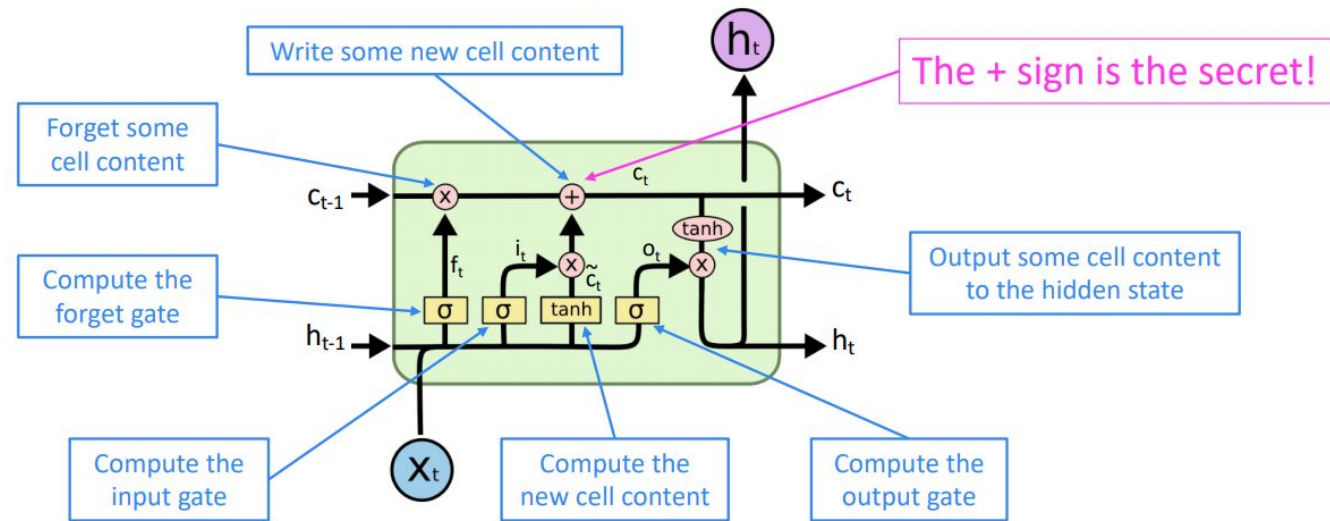 h_t
Write some new cell content
The + sign is the secret!
Forget some
cell content
c_{t-1}
x
+
c_t
c_t
tanh
i_t
x
o_t
x
f_t
c̃_t
Output some cell content
to the hidden state
Compute the
forget gate
σ
σ
tanh
σ
h_{t-1}
h_t
X_t
Compute the
input gate
Compute the
new cell content
Compute the
output gate